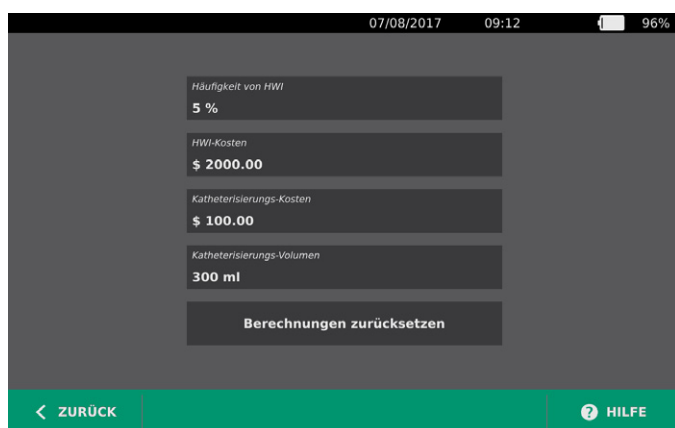 07/08/2017 09:12 96%
Häufigkeit von HWI
5 %
HWI-Kosten
$ 2000.00
Katheterisierungs-Kosten
$ 100.00
Katheterisierungs-Volumen
300 ml
Berechnungen zurücksetzen
ZURÜCK ? HILFE